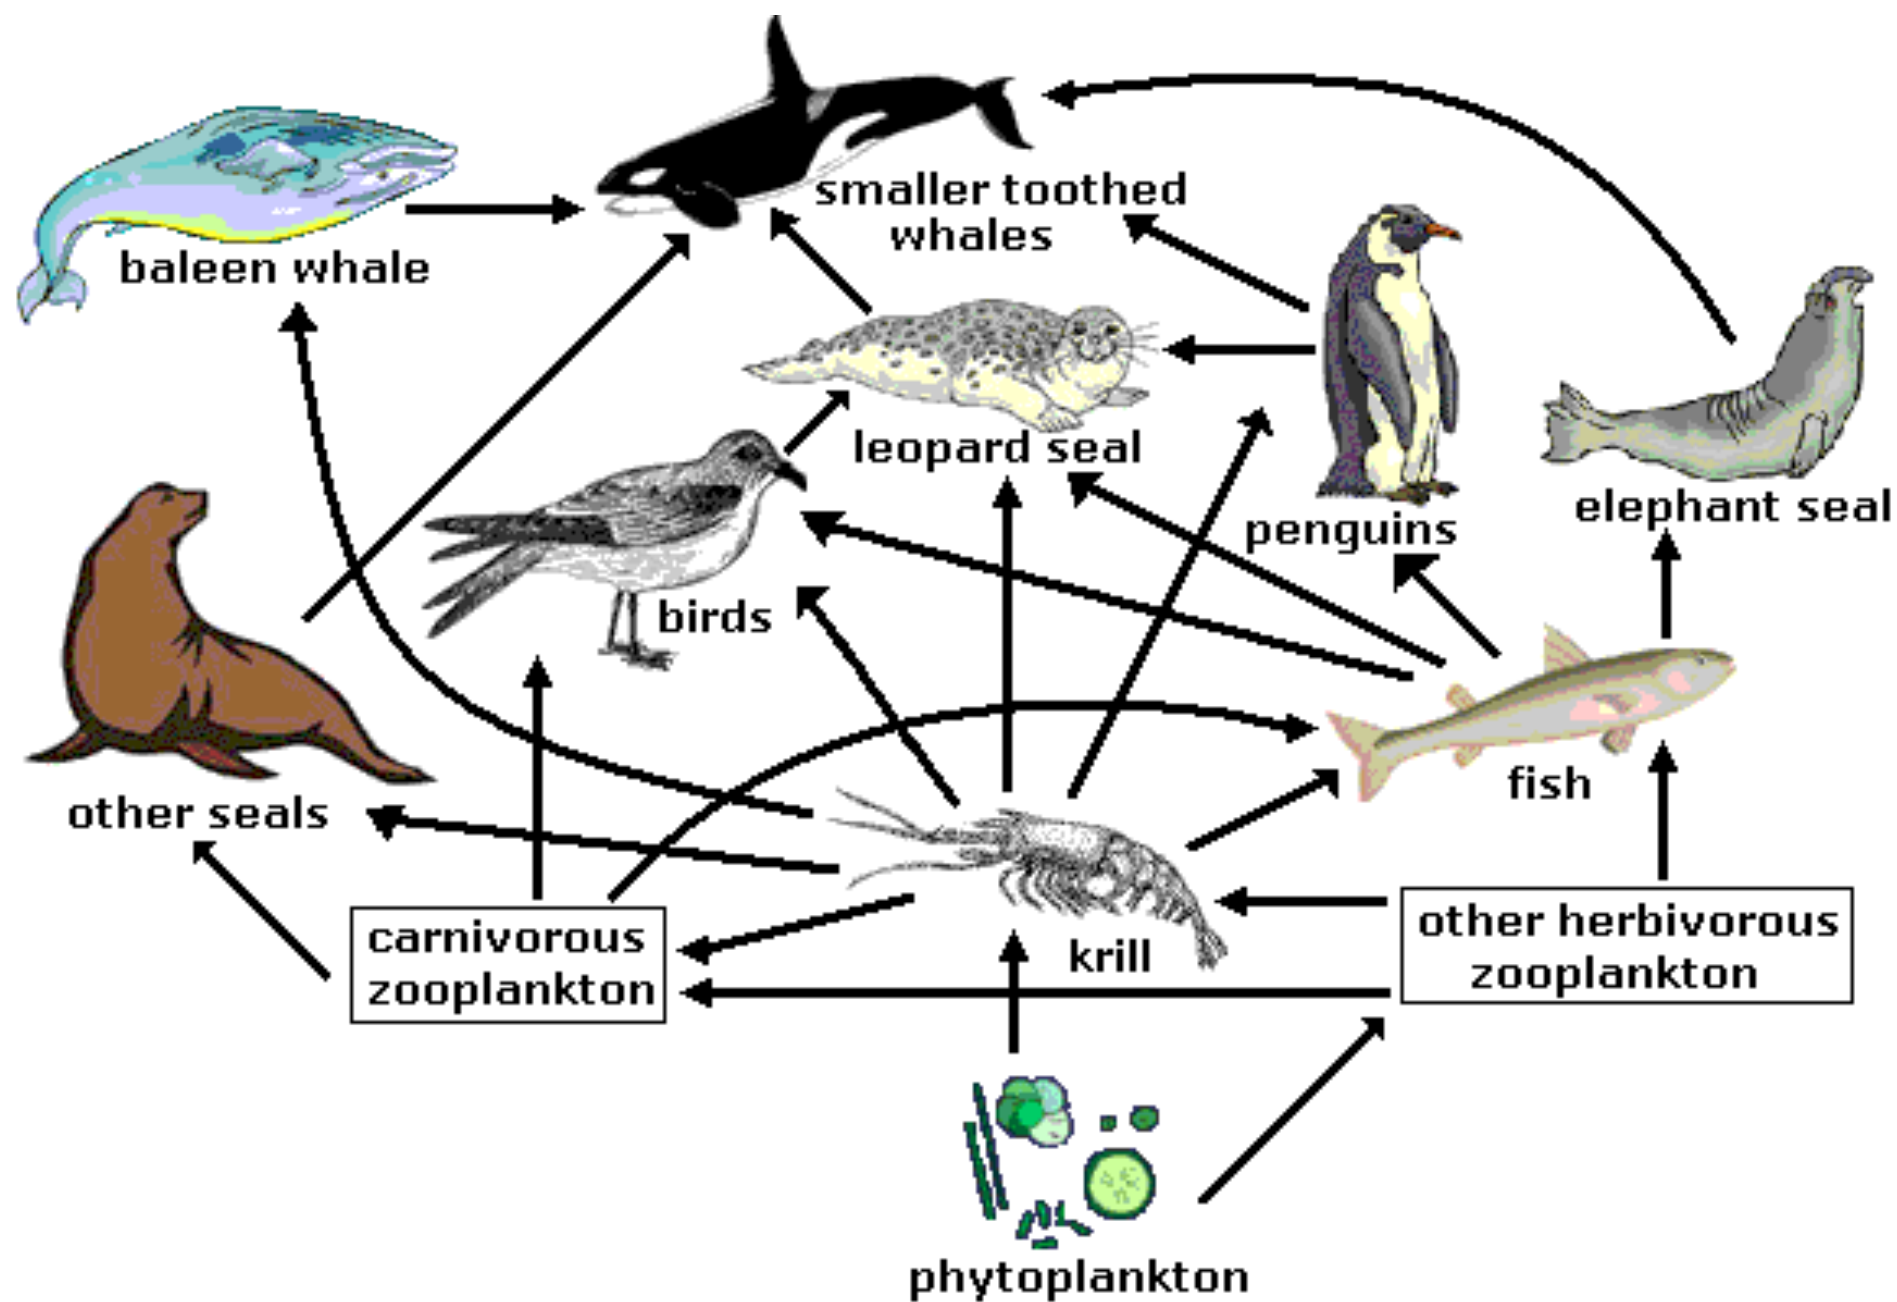 smaller toothed
whales
baleen whale
leopard seal
penguins
elephant seal
birds
fish
other seals
carnivorous
zooplankton
krill
other herbivorous
zooplankton
phytoplankton